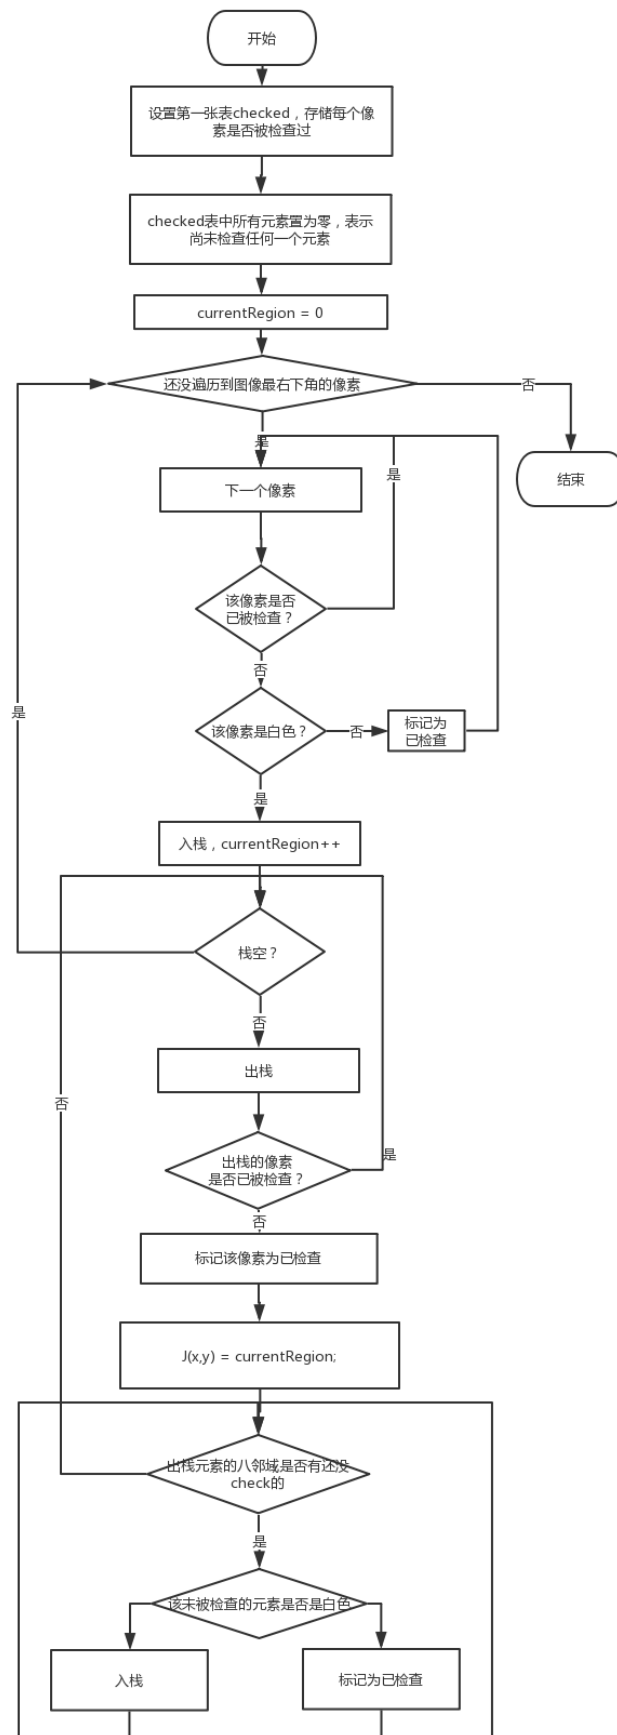 开始
设置第一张表checked，存储每个像
素是否被检查过
checked表中所有元素置为零，表示
尚未检查任何一个元素
currentRegion = 0
还没遍历到图像最右下角的像素
否
是
下一个像素
是
结束
该像素是否
已被检查？
否
是
该像素是白色？
否
标记为
已检查
是
入栈，currentRegion++
栈空？
否
出栈
否
出栈的像素
是否已被检查？
是
否
标记该像素为已检查
J(x,y) = currentRegion;
出栈元素的八邻域是否有还没
check的
是
该未被检查的元素是否是白色
入栈
标记为已检查